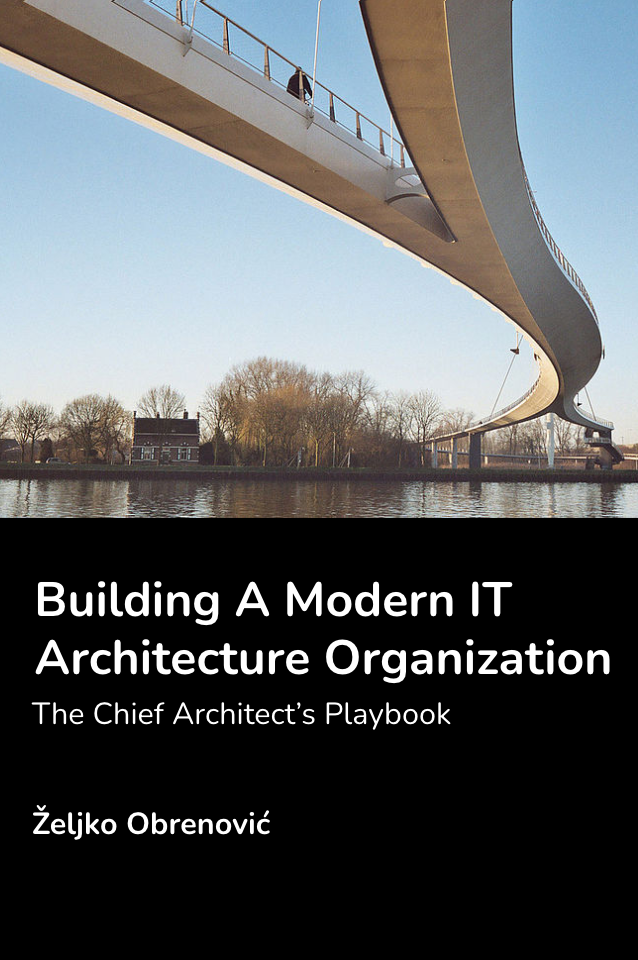 Building A Modern IT
Architecture Organization
The Chief Architect’s Playbook
Željko Obrenović